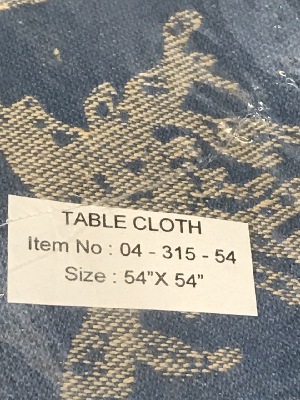 TABLE CLOTH
Item No : 04 - 315 - 54
Size : 54"X 54"